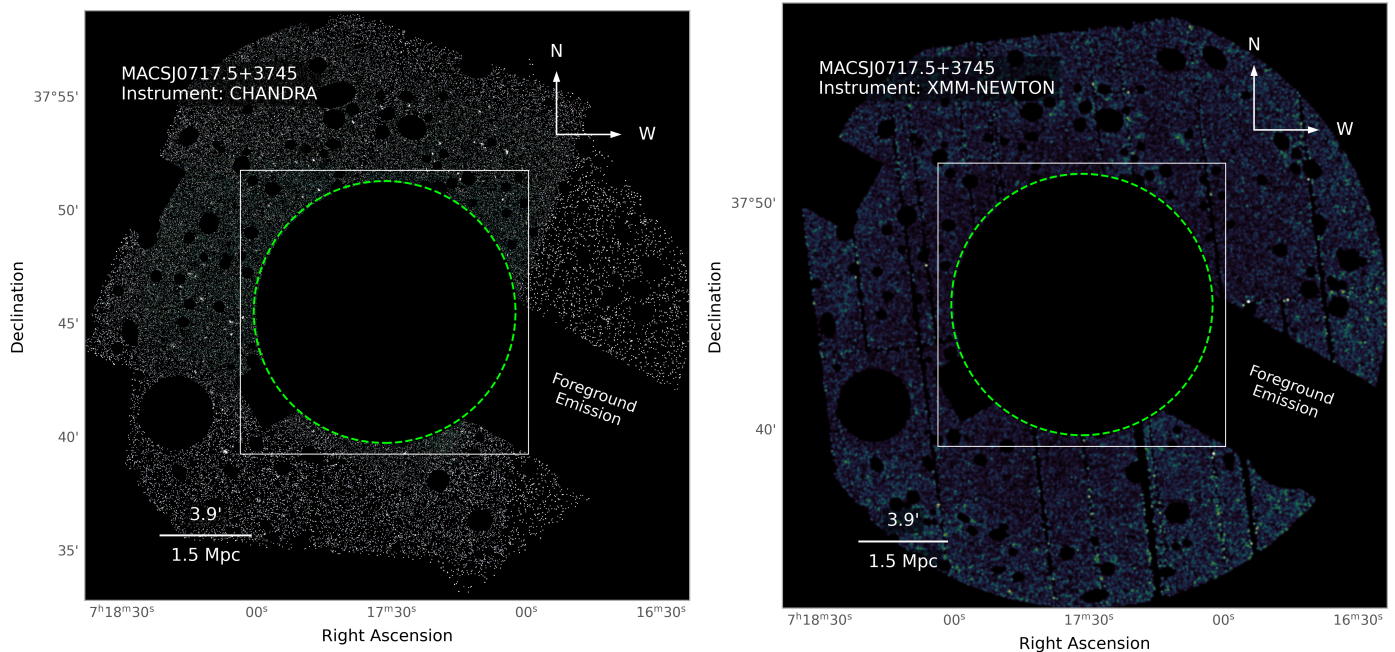 MACSJ0717.5+3745
Instrument: CHANDRA
N
W
Foreground
Emission
3.9'
1.5 Mpc
37°55'
50'
45'
40'
35'
Declination
7ʰ18ᵐ30ˢ
00ˢ
17ᵐ30ˢ
00ˢ
16ᵐ30ˢ
Right Ascension
MACSJ0717.5+3745
Instrument: XMM-NEWTON
N
W
Foreground
Emission
3.9'
1.5 Mpc
37°50'
40'
Declination
7ʰ18ᵐ30ˢ
00ˢ
17ᵐ30ˢ
00ˢ
16ᵐ30ˢ
Right Ascension